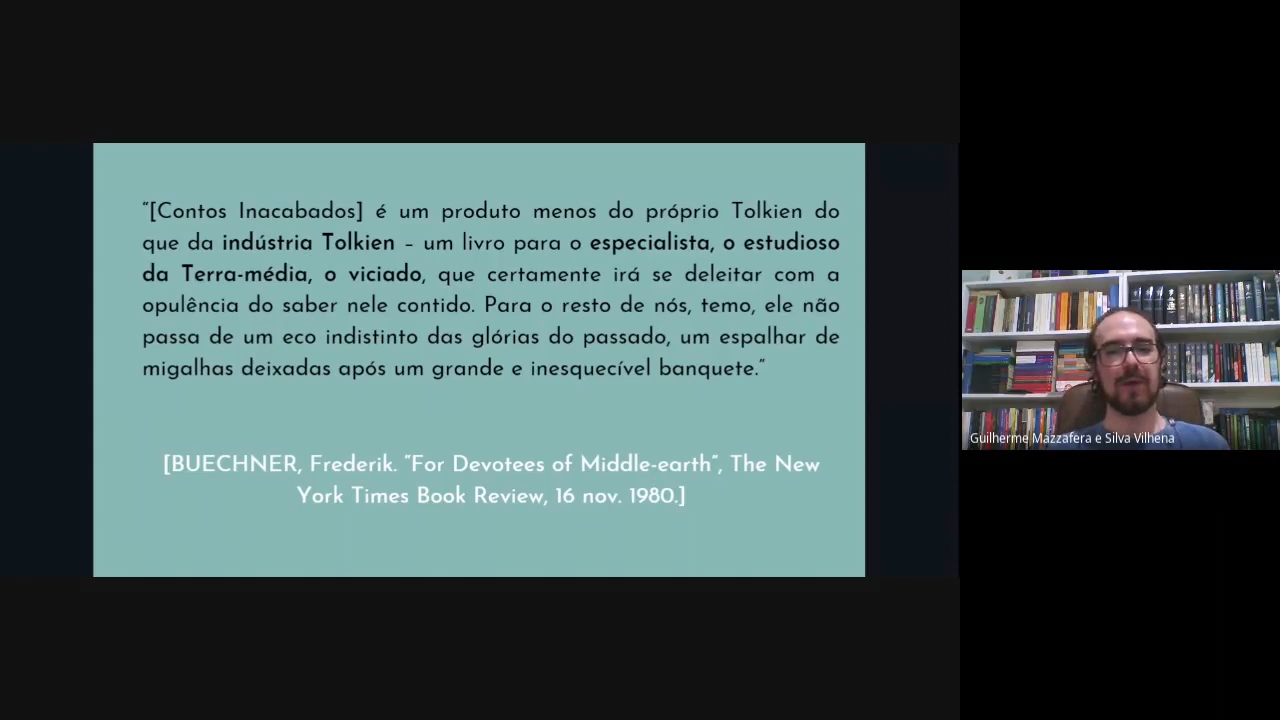 “[Contos Inacabados] é um produto menos do próprio Tolkien do
que da indústria Tolkien – um livro para o especialista, o estudioso
da Terra-média, o viciado, que certamente irá se deleitar com a
opulência do saber nele contido. Para o resto de nós, temo, ele não
passa de um eco indistinto das glórias do passado, um espalhar de
migalhas deixadas após um grande e inesquecível banquete.”
[BUECHNER, Frederik. “For Devotees of Middle-earth”, The New
York Times Book Review, 16 nov. 1980.]
Guilherme Mazzafera e Silva Vilhena